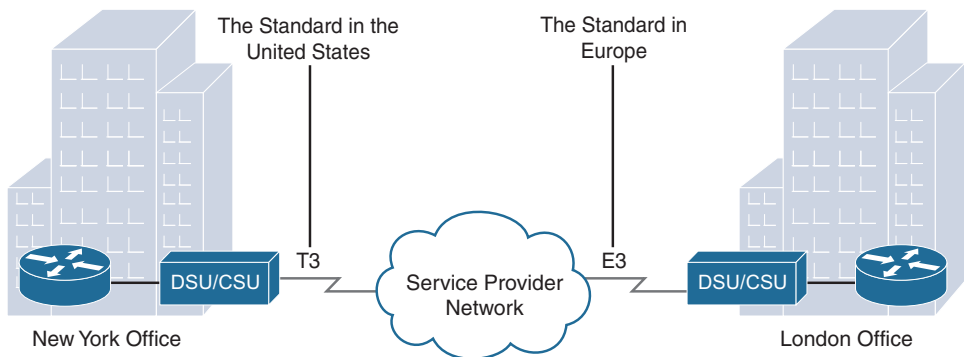 The Standard in the
United States
The Standard in
Europe
T3
E3
DSU/CSU
Service Provider
Network
DSU/CSU
New York Office
London Office